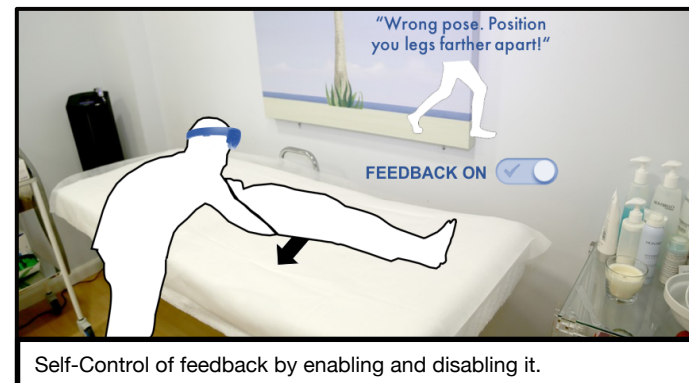 "Wrong pose. Position
you legs farther apart!"
FEEDBACK ON
Self-Control of feedback by enabling and disabling it.